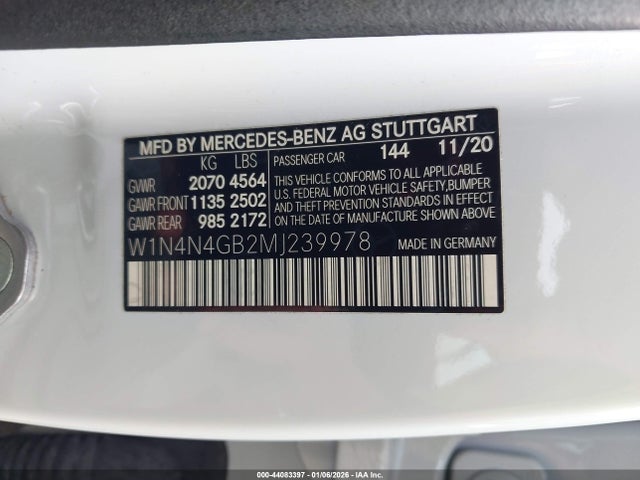 MFD BY MERCEDES-BENZ AG STUTTGART
KG LBS
PASSENGER CAR 144 11/20
GVWR 2070 4564
GAWR FRONT 1135 2502
GAWR REAR 985 2172
THIS VEHICLE CONFORMS TO ALL APPLICABLE
U.S. FEDERAL MOTOR VEHICLE SAFETY, BUMPER
AND THEFT PREVENTION STANDARDS IN
EFFECT ON THE DATE OF MANUFACTURE
SHOWN ABOVE.
W1N4N4GB2MJ239978
MADE IN GERMANY
000-44083397 - 01/06/2026 - IAA Inc.